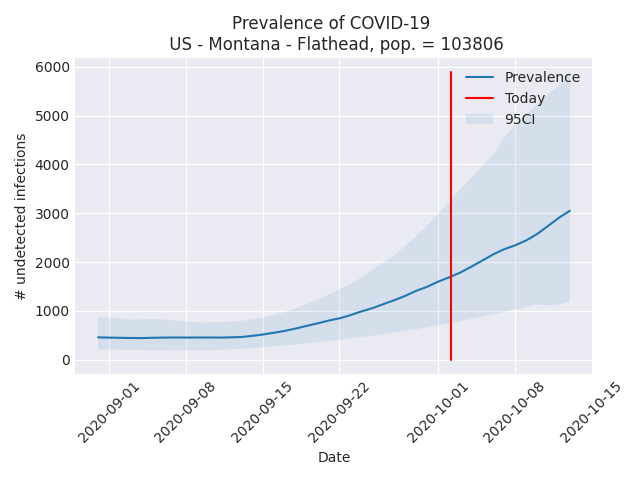 Prevalence of COVID-19
US - Montana - Flathead, pop. = 103806
6000
5000
4000
3000
2000
1000
0
# undetected infections
Prevalence
Today
95CI
2020-09-01
2020-09-08
2020-09-15
2020-09-22
2020-10-01
2020-10-08
2020-10-15
Date